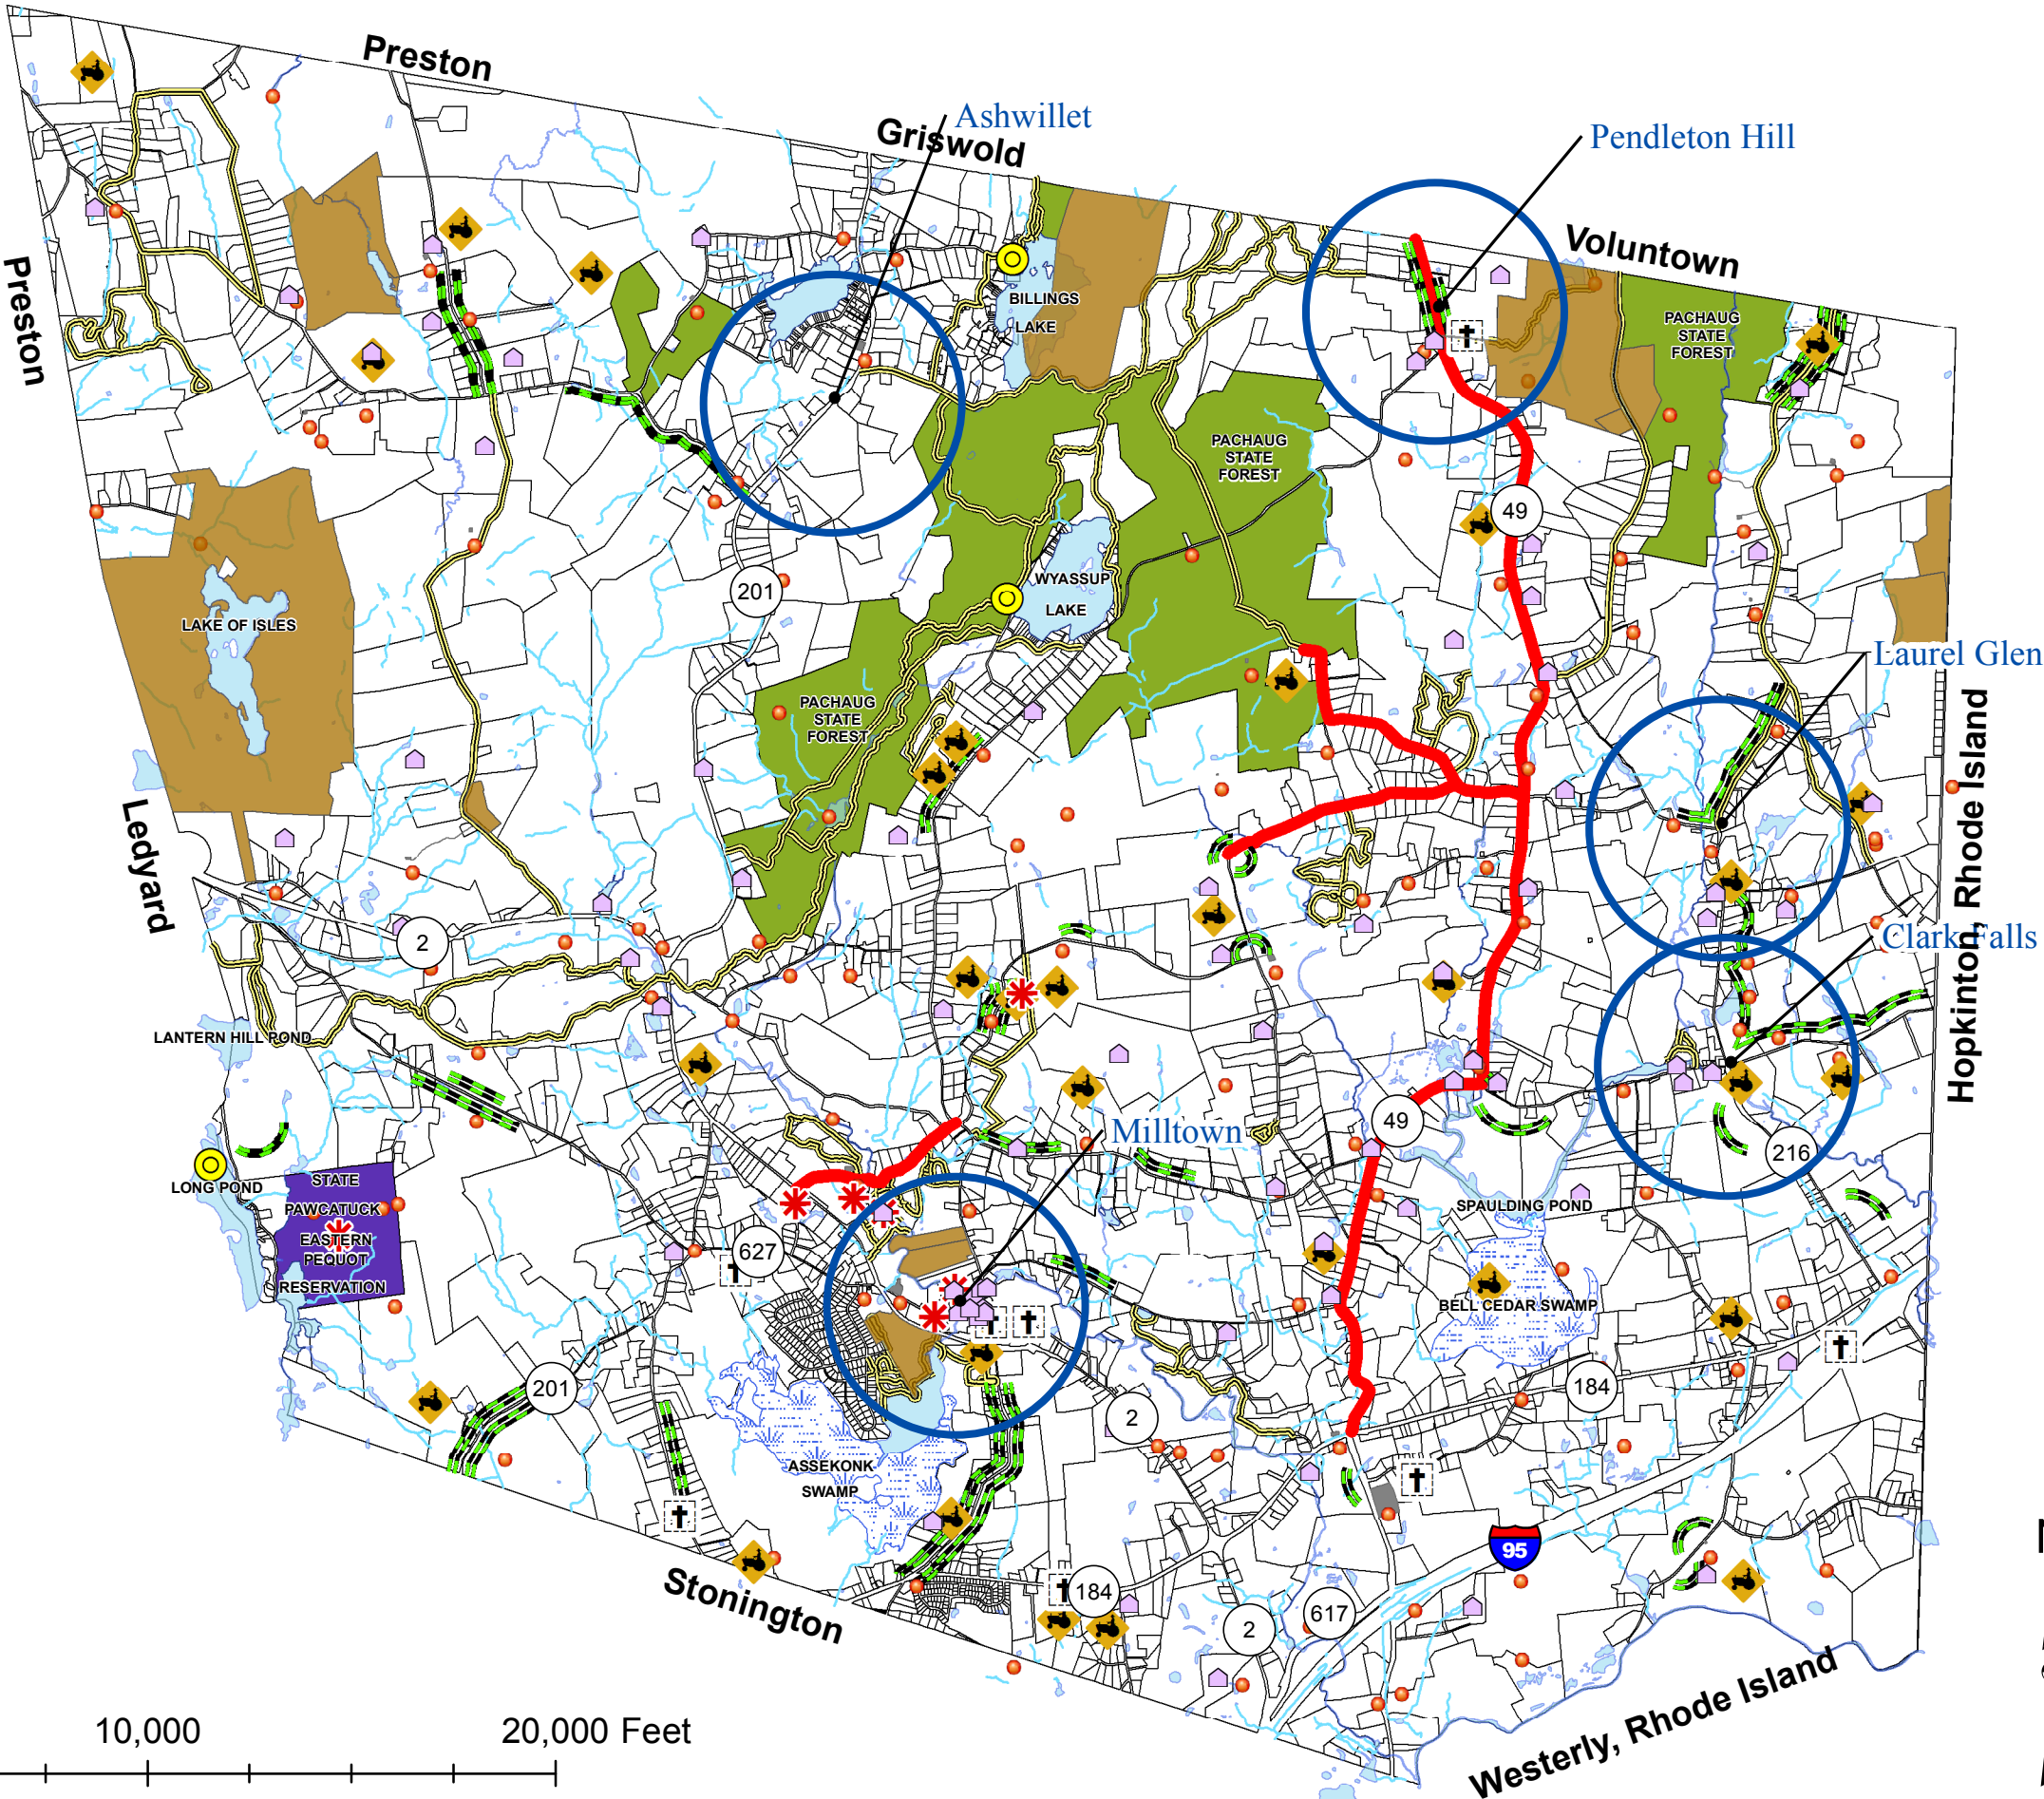 Preston
Griswold
Ashwillet
Pendleton Hill
Voluntown
Preston
BILLINGS
LAKE
PACHAUG
STATE
FOREST
PACHAUG
STATE
FOREST
49
201
WYASSUP
LAKE
LAKE OF ISLES
Laurel Glen
PACHAUG
STATE
FOREST
Hopkinton, Rhode Island
Ledyard
2
Clark Falls
LANTERN HILL POND
Milltown
49
216
LONG POND
STATE
PAWCATUCK
EASTERN
PEQUOT
RESERVATION
SPAULDING POND
627
BELL CEDAR SWAMP
201
184
2
ASSEKONK
SWAMP
95
Stonington
184
2
617
Westerly, Rhode Island
10,000
20,000 Feet